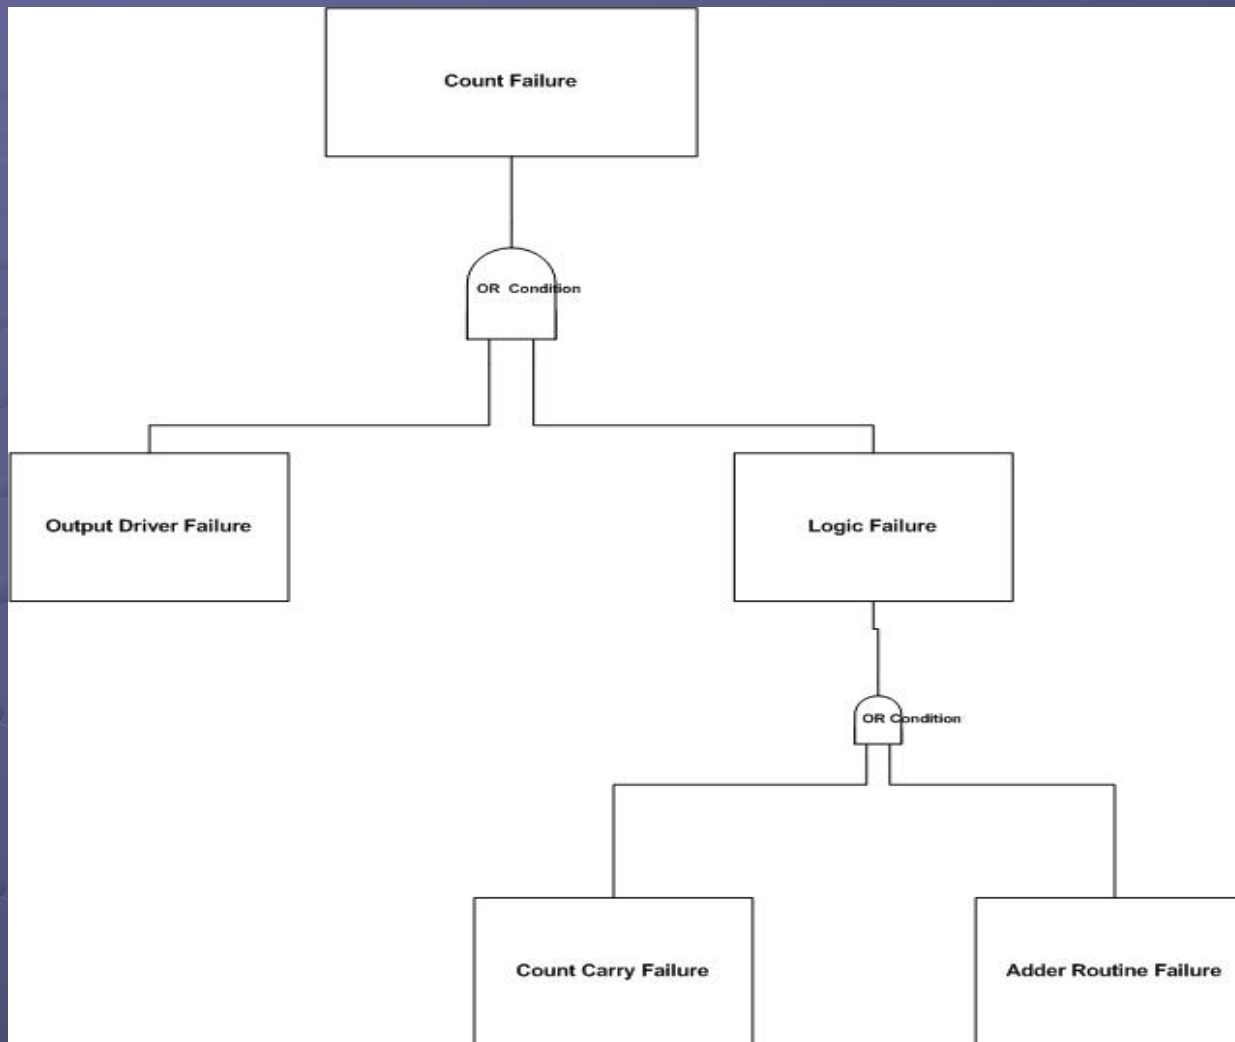 Count Failure
OR Condition
Output Driver Failure
Logic Failure
OR Condition
Count Carry Failure
Adder Routine Failure